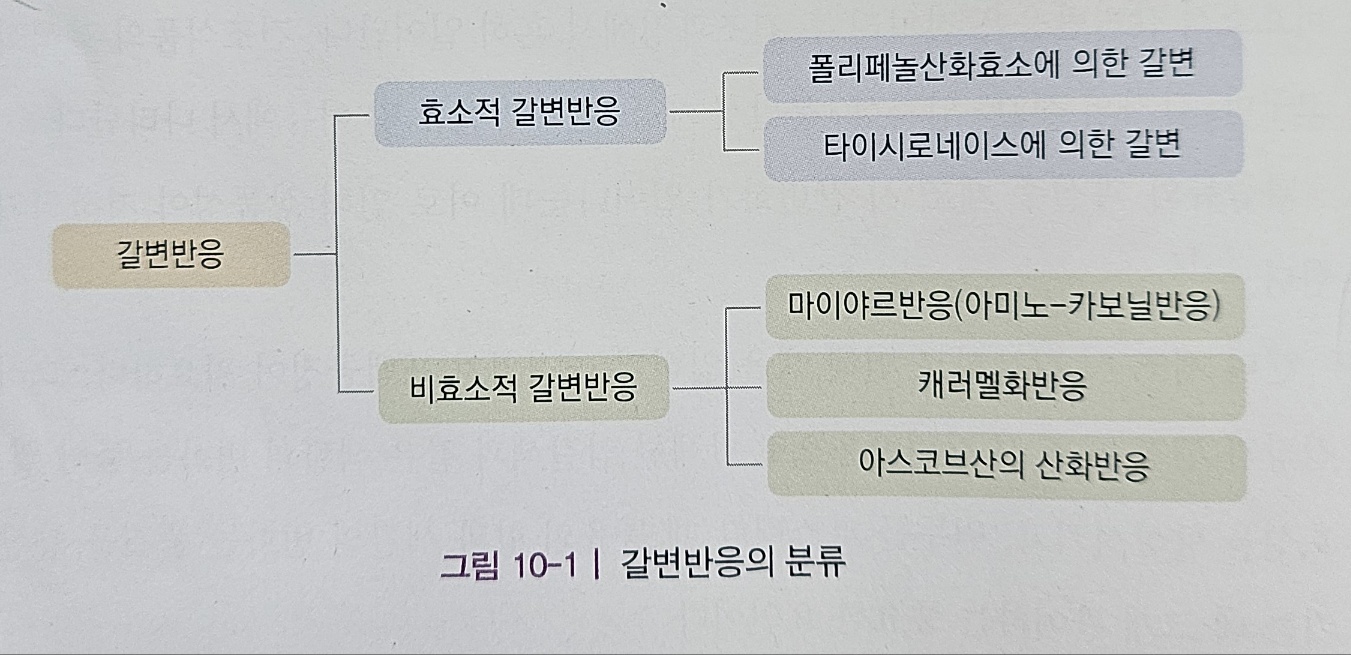 갈변반응
효소적 갈변반응
폴리페놀산화효소에 의한 갈변
타이시로네이스에 의한 갈변
비효소적 갈변반응
마이야르반응(아미노-카보닐반응)
캐러멜화반응
아스코브산의 산화반응
그림 10-1 | 갈변반응의 분류